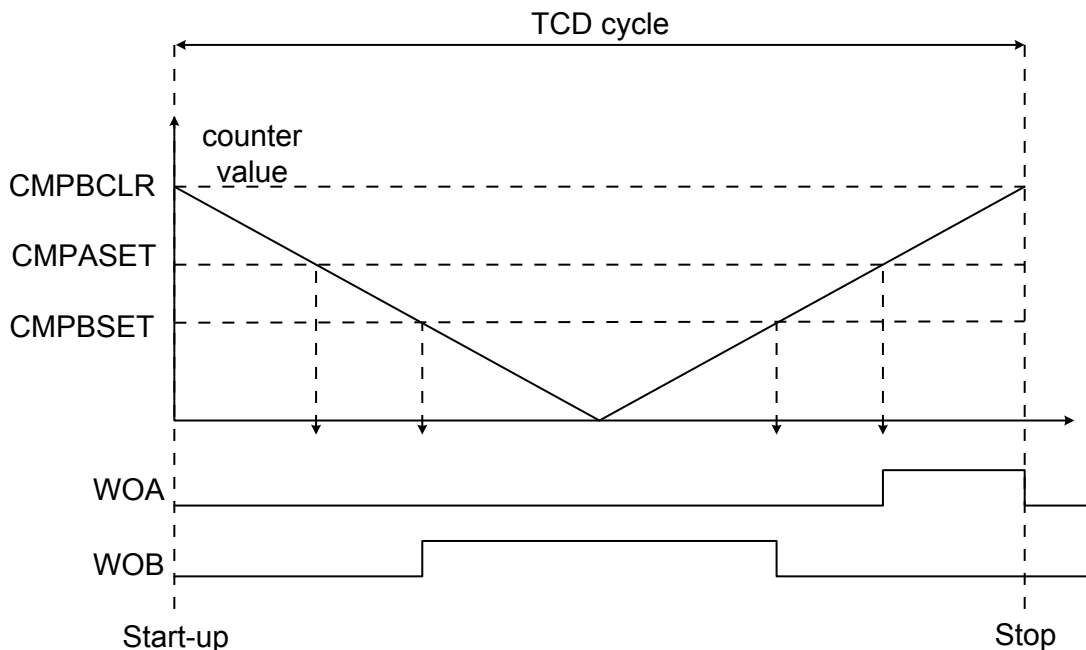 TCD cycle
counter
value
CMPBCLR
CMPASET
CMPBSET
WOA
WOB
Start-up
Stop